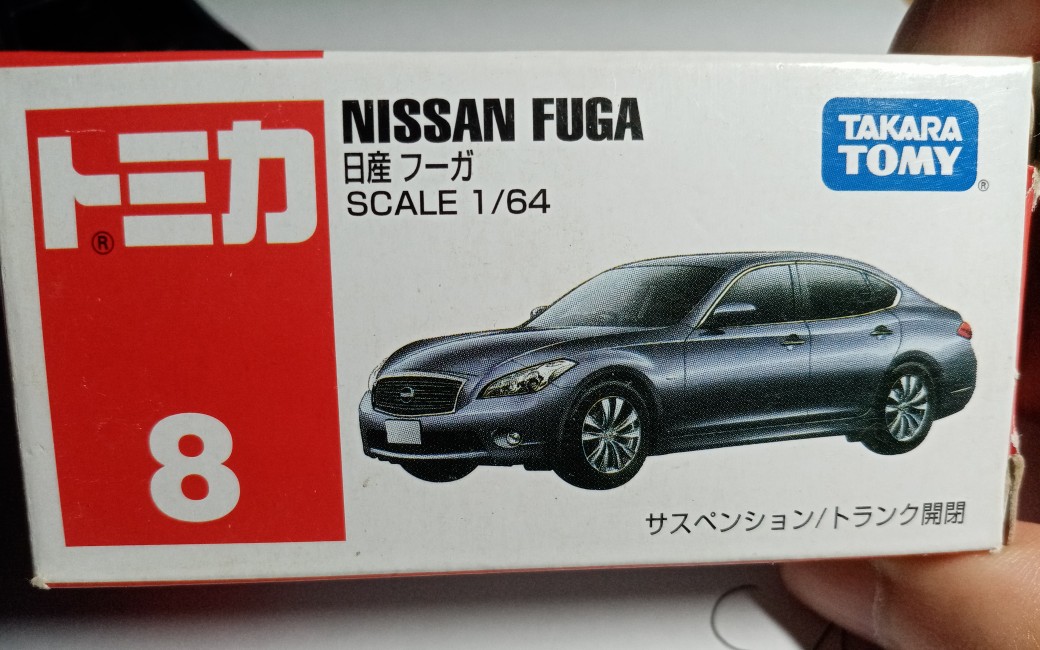 トミカ®
8
NISSAN FUGA
日産 フーガ
SCALE 1/64
TAKARA
TOMY®
サスペンション/トランク開閉